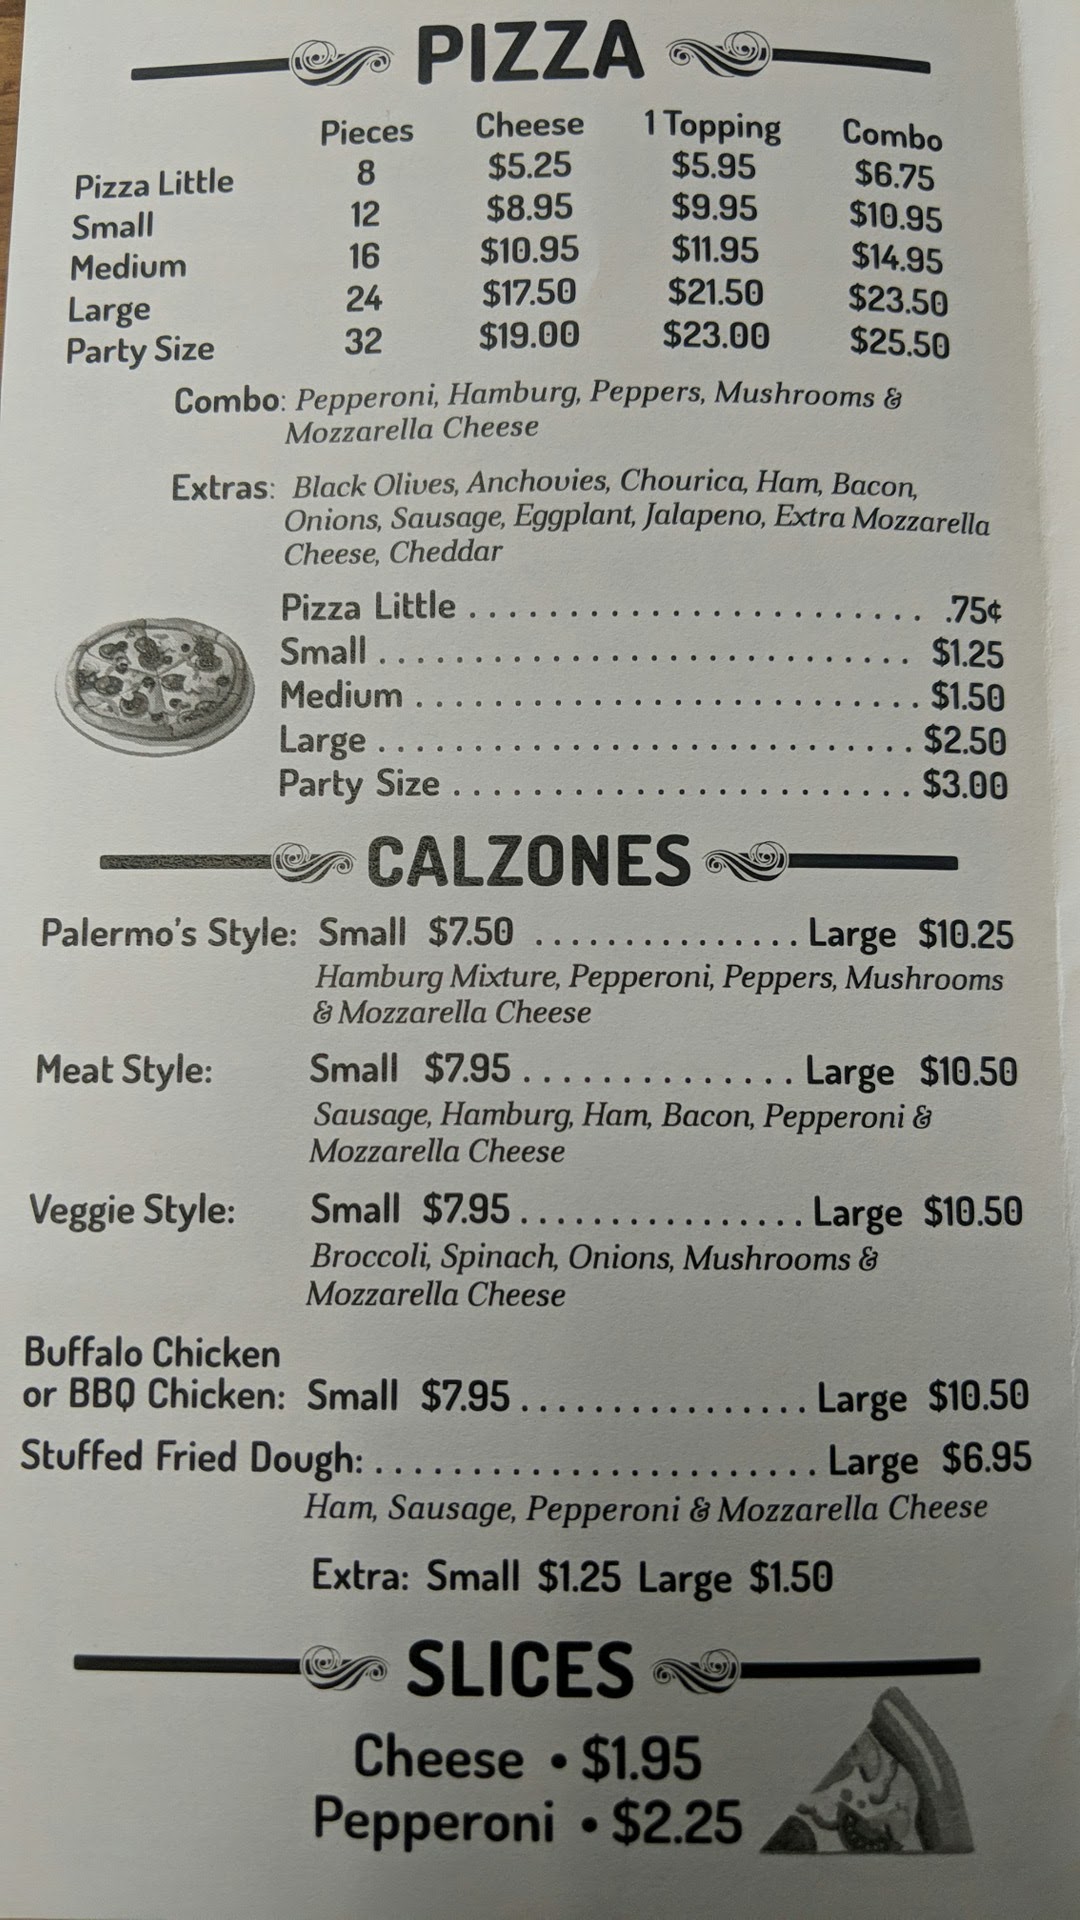 PIZZA
Pieces Cheese 1 Topping Combo
Pizza Little 8 $5.25 $5.95 $6.75
Small 12 $8.95 $9.95 $10.95
Medium 16 $10.95 $11.95 $14.95
Large 24 $17.50 $21.50 $23.50
Party Size 32 $19.00 $23.00 $25.50
Combo: Pepperoni, Hamburg, Peppers, Mushrooms &
Mozzarella Cheese
Extras: Black Olives, Anchovies, Chourica, Ham, Bacon,
Onions, Sausage, Eggplant, Jalapeno, Extra Mozzarella
Cheese, Cheddar
Pizza Little . . . . . . . . . . . . . . . . . . . . . . . . .75¢
Small . . . . . . . . . . . . . . . . . . . . . . . . . . . . $1.25
Medium . . . . . . . . . . . . . . . . . . . . . . . . . . $1.50
Large . . . . . . . . . . . . . . . . . . . . . . . . . . . . $2.50
Party Size . . . . . . . . . . . . . . . . . . . . . . . . $3.00
CALZONES
Palermo's Style: Small $7.50 . . . . . . . . . . . . . . Large $10.25
Hamburg Mixture, Pepperoni, Peppers, Mushrooms
& Mozzarella Cheese
Meat Style: Small $7.95 . . . . . . . . . . . . . . Large $10.50
Sausage, Hamburg, Ham, Bacon, Pepperoni &
Mozzarella Cheese
Veggie Style: Small $7.95 . . . . . . . . . . . . . . . Large $10.50
Broccoli, Spinach, Onions, Mushrooms &
Mozzarella Cheese
Buffalo Chicken
or BBQ Chicken: Small $7.95 . . . . . . . . . . . . . . . Large $10.50
Stuffed Fried Dough: . . . . . . . . . . . . . . . . . . . . . . . Large $6.95
Ham, Sausage, Pepperoni & Mozzarella Cheese
Extra: Small $1.25 Large $1.50
SLICES
Cheese • $1.95
Pepperoni • $2.25